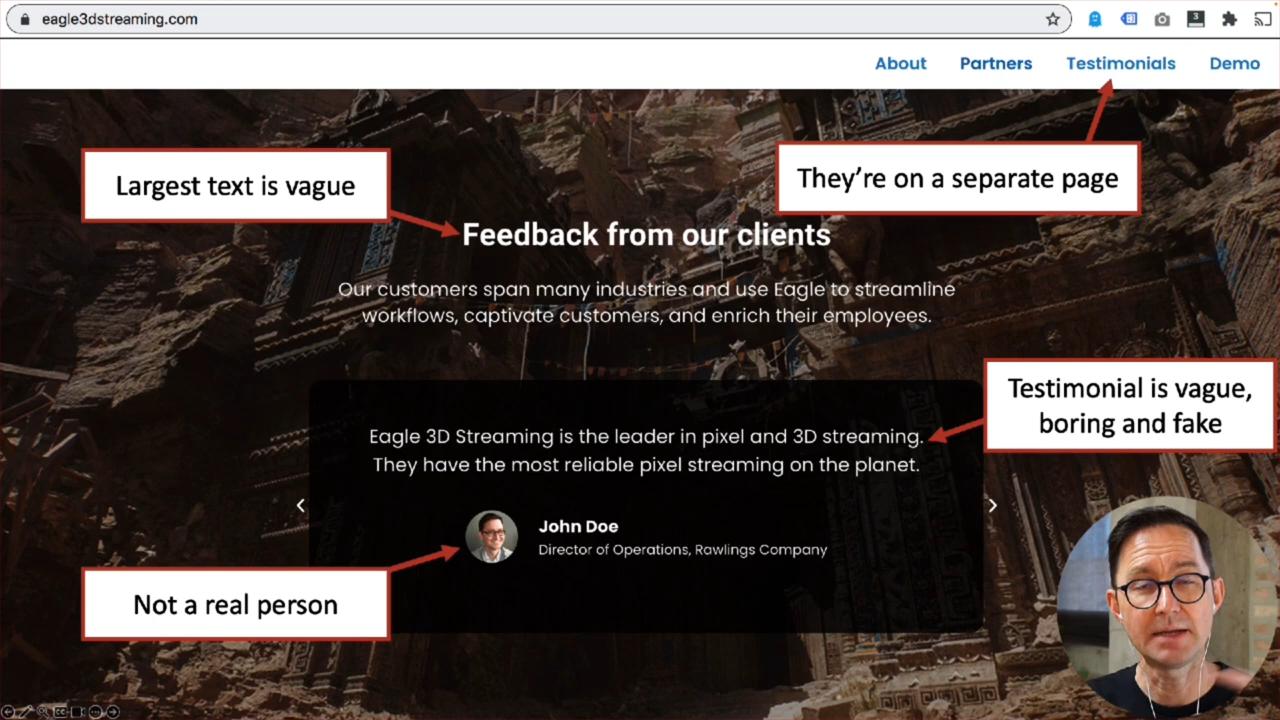 eagle3dstreaming.com
3
About Partners Testimonials Demo
Largest text is vague
They’re on a separate page
Feedback from our clients
Our customers span many industries and use Eagle to streamline
workflows, captivate customers, and enrich their employees.
Testimonial is vague,
boring and fake
Eagle 3D Streaming is the leader in pixel and 3D streaming.
They have the most reliable pixel streaming on the planet.
John Doe
Director of Operations, Rawlings Company
Not a real person